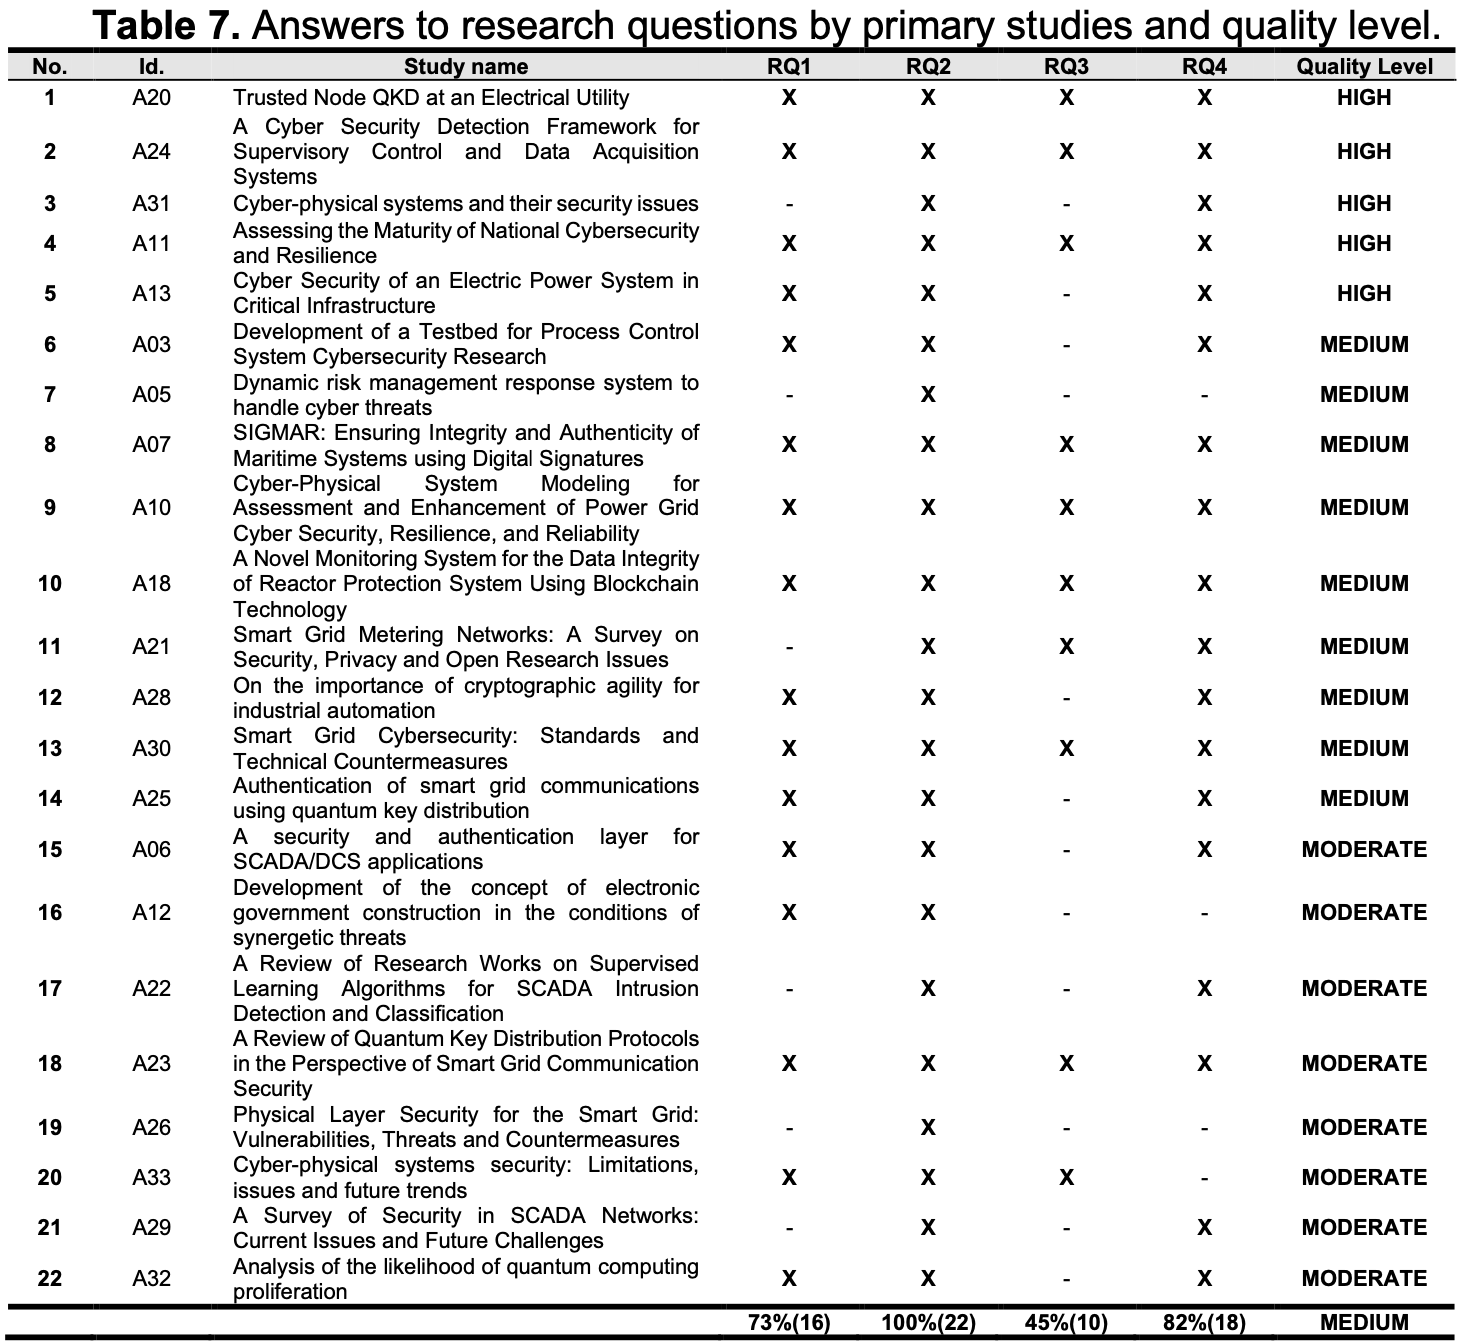 Table 7. Answers to research questions by primary studies and quality level.
No. Id. Study name RQ1 RQ2 RQ3 RQ4 Quality Level
1 A20 Trusted Node QKD at an Electrical Utility X X X X HIGH
A Cyber Security Detection Framework for
2 A24 Supervisory Control and Data Acquisition X X X X HIGH
Systems
3 A31 Cyber-physical systems and their security issues - X - X HIGH
4 A11 Assessing the Maturity of National Cybersecurity X X X X HIGH
and Resilience
5 A13 Cyber Security of an Electric Power System in X X - X HIGH
Critical Infrastructure
6 A03 Development of a Testbed for Process Control X X - X MEDIUM
System Cybersecurity Research
7 A05 Dynamic risk management response system to - X - - MEDIUM
handle cyber threats
8 A07 SIGMAR: Ensuring Integrity and Authenticity of X X X X MEDIUM
Maritime Systems using Digital Signatures
Cyber-Physical System Modeling for
9 A10 Assessment and Enhancement of Power Grid X X X X MEDIUM
Cyber Security, Resilience, and Reliability
A Novel Monitoring System for the Data Integrity
10 A18 of Reactor Protection System Using Blockchain X X X X MEDIUM
Technology
11 A21 Smart Grid Metering Networks: A Survey on - X X X MEDIUM
Security, Privacy and Open Research Issues
12 A28 On the importance of cryptographic agility for X X - X MEDIUM
industrial automation
13 A30 Smart Grid Cybersecurity: Standards and X X X X MEDIUM
Technical Countermeasures
14 A25 Authentication of smart grid communications X X - X MEDIUM
using quantum key distribution
15 A06 A security and authentication layer for X X - X MODERATE
SCADA/DCS applications
Development of the concept of electronic
16 A12 government construction in the conditions of X X - - MODERATE
synergetic threats
A Review of Research Works on Supervised
17 A22 Learning Algorithms for SCADA Intrusion - X - X MODERATE
Detection and Classification
A Review of Quantum Key Distribution Protocols
18 A23 in the Perspective of Smart Grid Communication X X X X MODERATE
Security
19 A26 Physical Layer Security for the Smart Grid: - X - - MODERATE
Vulnerabilities, Threats and Countermeasures
20 A33 Cyber-physical systems security: Limitations, X X X - MODERATE
issues and future trends
21 A29 A Survey of Security in SCADA Networks: - X - X MODERATE
Current Issues and Future Challenges
22 A32 Analysis of the likelihood of quantum computing X X - X MODERATE
proliferation
73%(16) 100%(22) 45%(10) 82%(18) MEDIUM